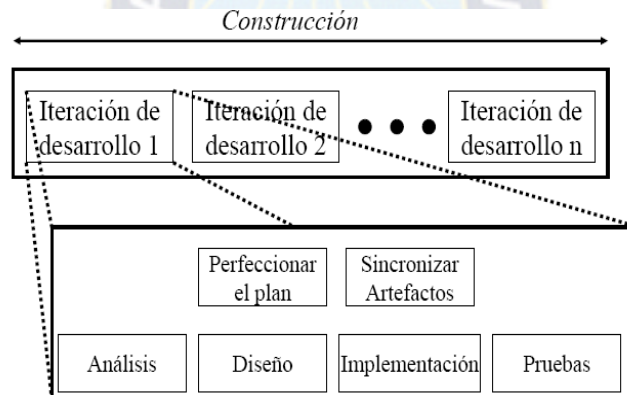 Construcción
Iteración de
desarrollo 1
Iteración de
desarrollo 2
Iteración de
desarrollo n
Perfeccionar
el plan
Sincronizar
Artefactos
Análisis
Diseño
Implementación
Pruebas